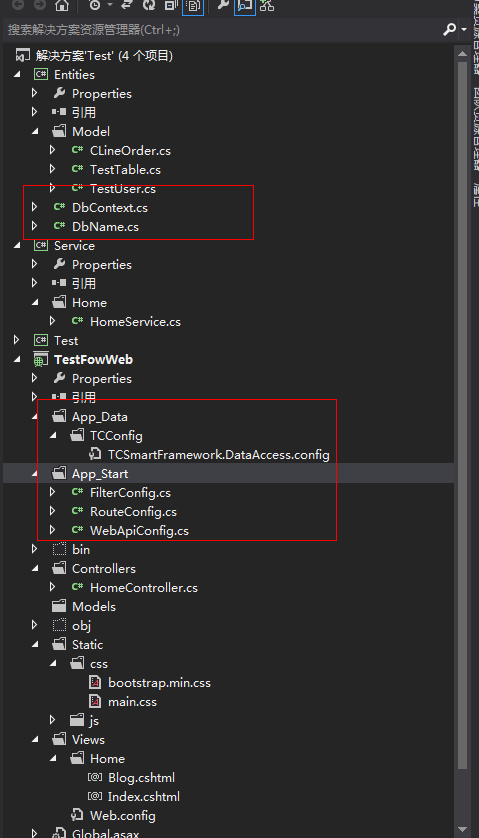 搜索解决方案资源管理器(Ctrl+;)
解决方案'Test' (4 个项目)
Entities
Properties
引用
Model
CLineOrder.cs
TestTable.cs
TestUser.cs
DbContext.cs
DbName.cs
Service
Properties
引用
Home
HomeService.cs
Test
TestFowWeb
Properties
引用
App_Data
TCConfig
TCSmartFramework.DataAccess.config
App_Start
FilterConfig.cs
RouteConfig.cs
WebApiConfig.cs
bin
Controllers
HomeController.cs
Models
obj
Static
css
bootstrap.min.css
main.css
js
Views
Home
Blog.cshtml
Index.cshtml
Web.config
Global.asax